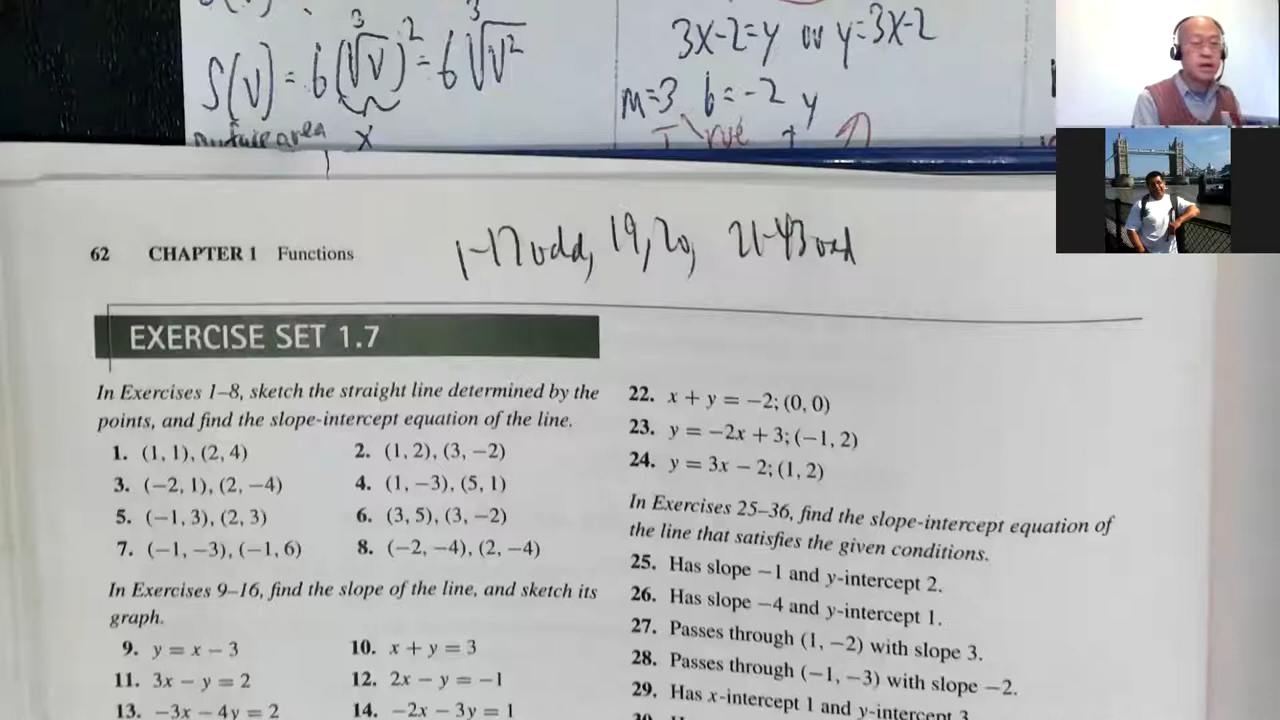 S(V) = 6(∛V)² = 6∛V²
x
3x-2=y or y=3x-2
m=3 b=-2 y
62 CHAPTER 1 Functions
1-17 odd, 19, 20, 21-43 odd
EXERCISE SET 1.7
In Exercises 1–8, sketch the straight line determined by the
points, and find the slope-intercept equation of the line.
1. (1, 1), (2, 4) 2. (1, 2), (3, −2)
3. (−2, 1), (2, −4) 4. (1, −3), (5, 1)
5. (−1, 3), (2, 3) 6. (3, 5), (3, −2)
7. (−1, −3), (−1, 6) 8. (−2, −4), (2, −4)
In Exercises 9–16, find the slope of the line, and sketch its
graph.
9. y = x − 3 10. x + y = 3
11. 3x − y = 2 12. 2x − y = −1
13. −3x − 4y = 2 14. −2x − 3y = 1
22. x + y = −2; (0, 0)
23. y = −2x + 3; (−1, 2)
24. y = 3x − 2; (1, 2)
In Exercises 25–36, find the slope-intercept equation of
the line that satisfies the given conditions.
25. Has slope −1 and y-intercept 2.
26. Has slope −4 and y-intercept 1.
27. Passes through (1, −2) with slope 3.
28. Passes through (−1, −3) with slope −2.
29. Has x-intercept 1 and y-intercept 3.